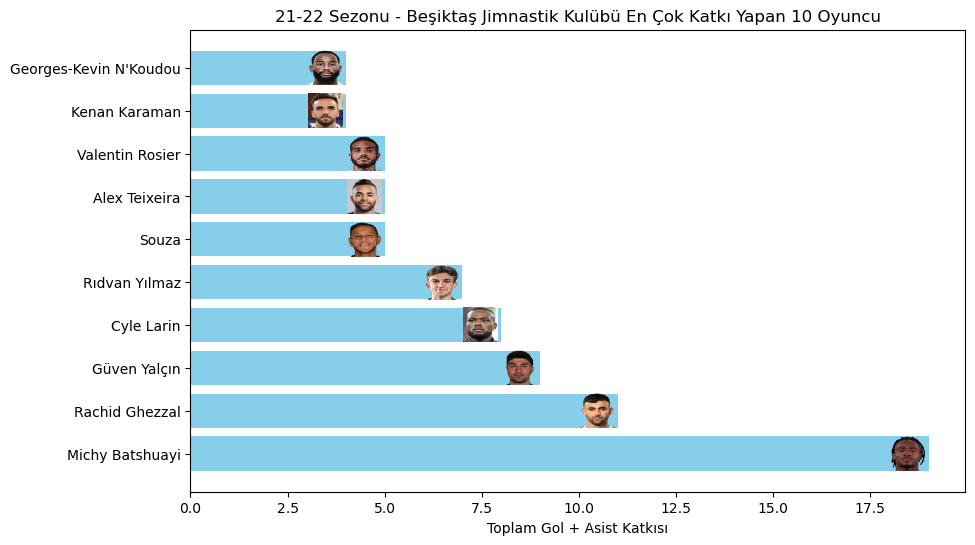 21-22 Sezonu - Beşiktaş Jimnastik Kulübü En Çok Katkı Yapan 10 Oyuncu
Georges-Kevin N'Koudou
Kenan Karaman
Valentin Rosier
Alex Teixeira
Souza
Rıdvan Yılmaz
Cyle Larin
Güven Yalçın
Rachid Ghezzal
Michy Batshuayi
0.0 2.5 5.0 7.5 10.0 12.5 15.0 17.5
Toplam Gol + Asist Katkısı